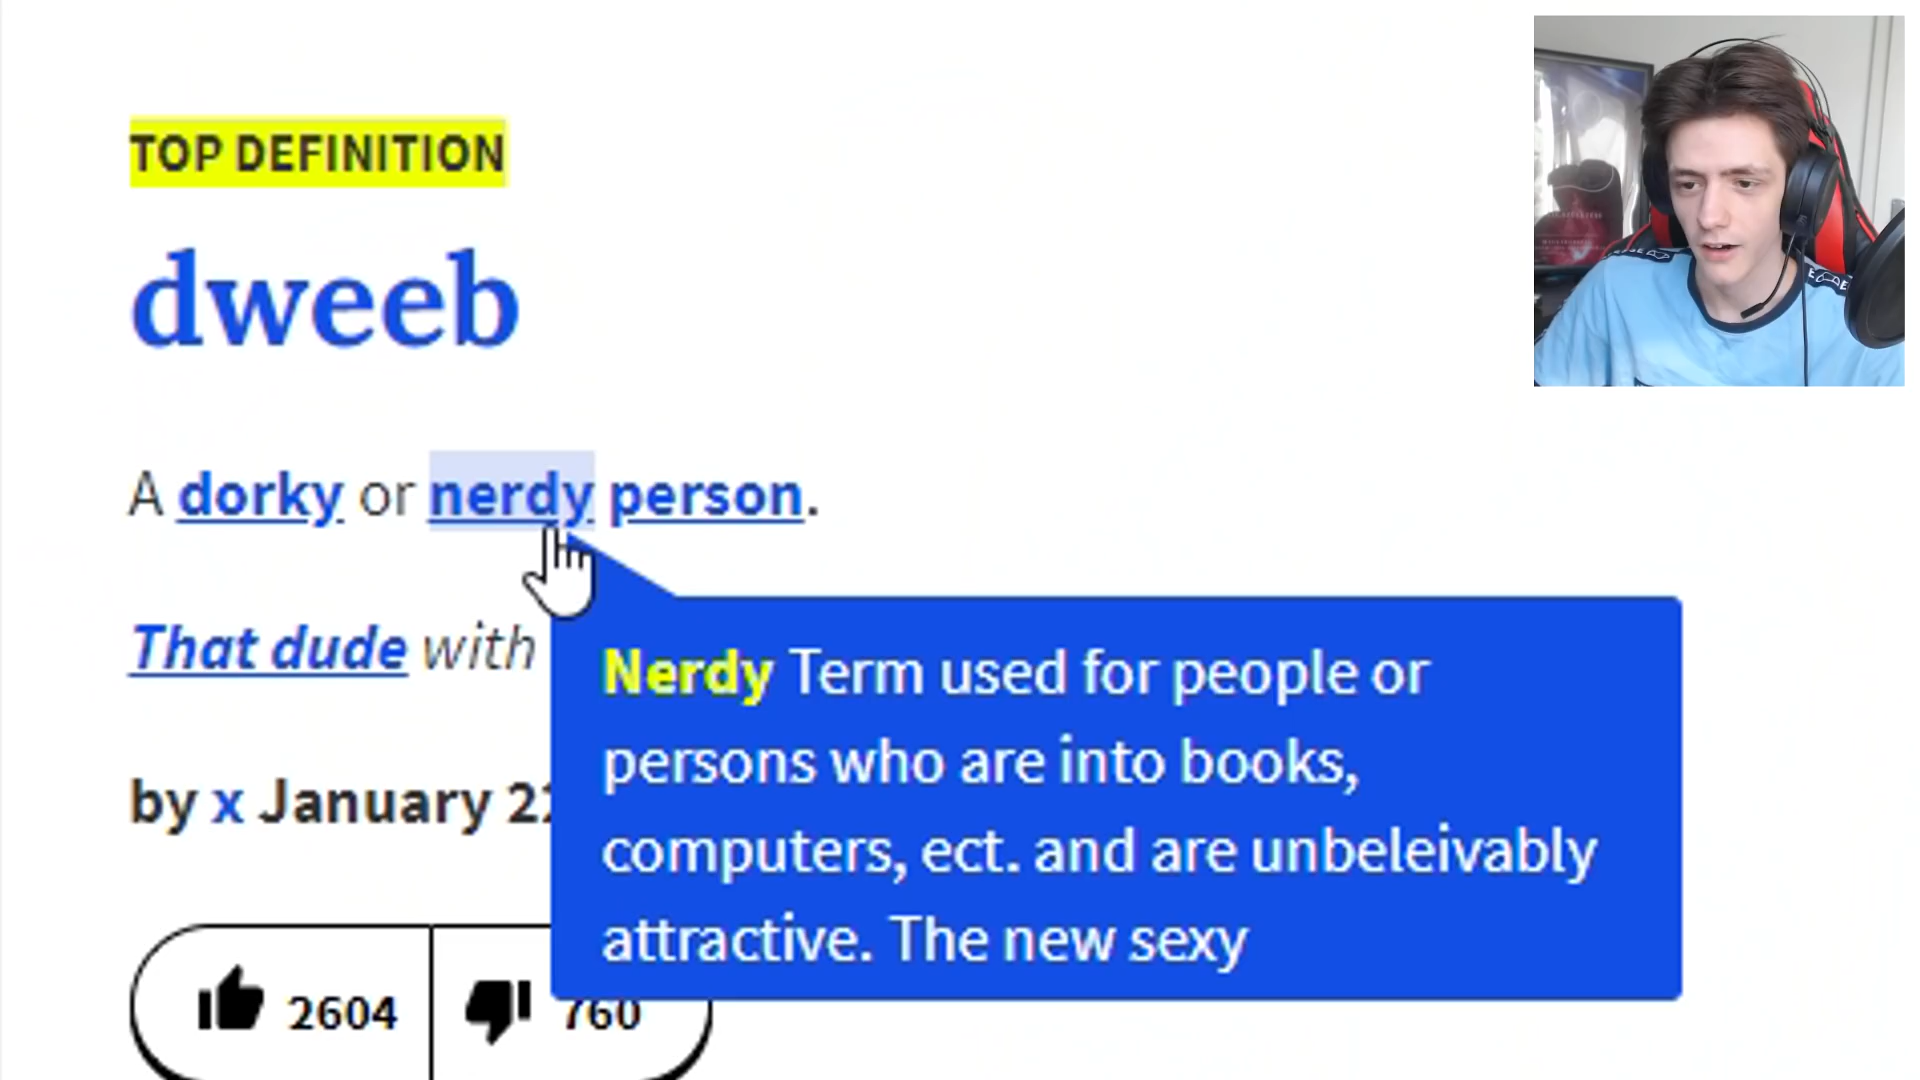 TOP DEFINITION
dweeb
A dorky or nerdy person.
That dude with
Nerdy Term used for people or
persons who are into books,
computers, ect. and are unbeleivably
attractive. The new sexy
by x January
2604
760